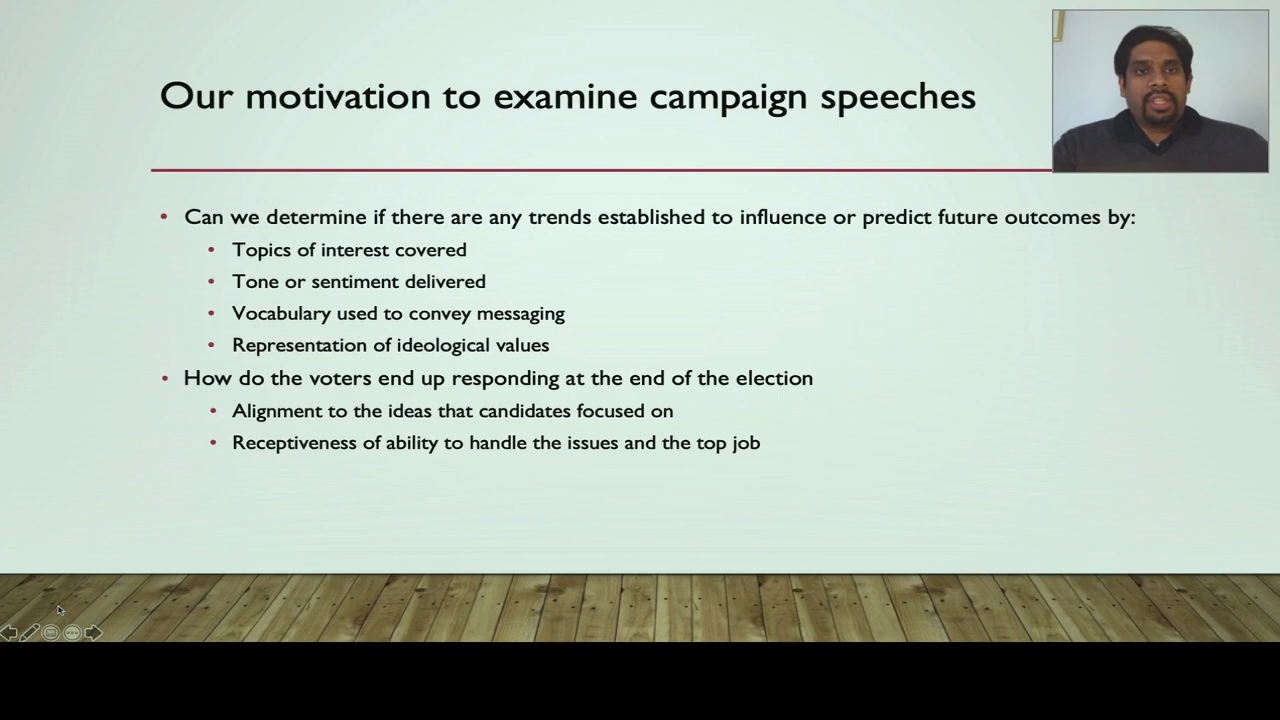 Our motivation to examine campaign speeches
• Can we determine if there are any trends established to influence or predict future outcomes by:
• Topics of interest covered
• Tone or sentiment delivered
• Vocabulary used to convey messaging
• Representation of ideological values
• How do the voters end up responding at the end of the election
• Alignment to the ideas that candidates focused on
• Receptiveness of ability to handle the issues and the top job